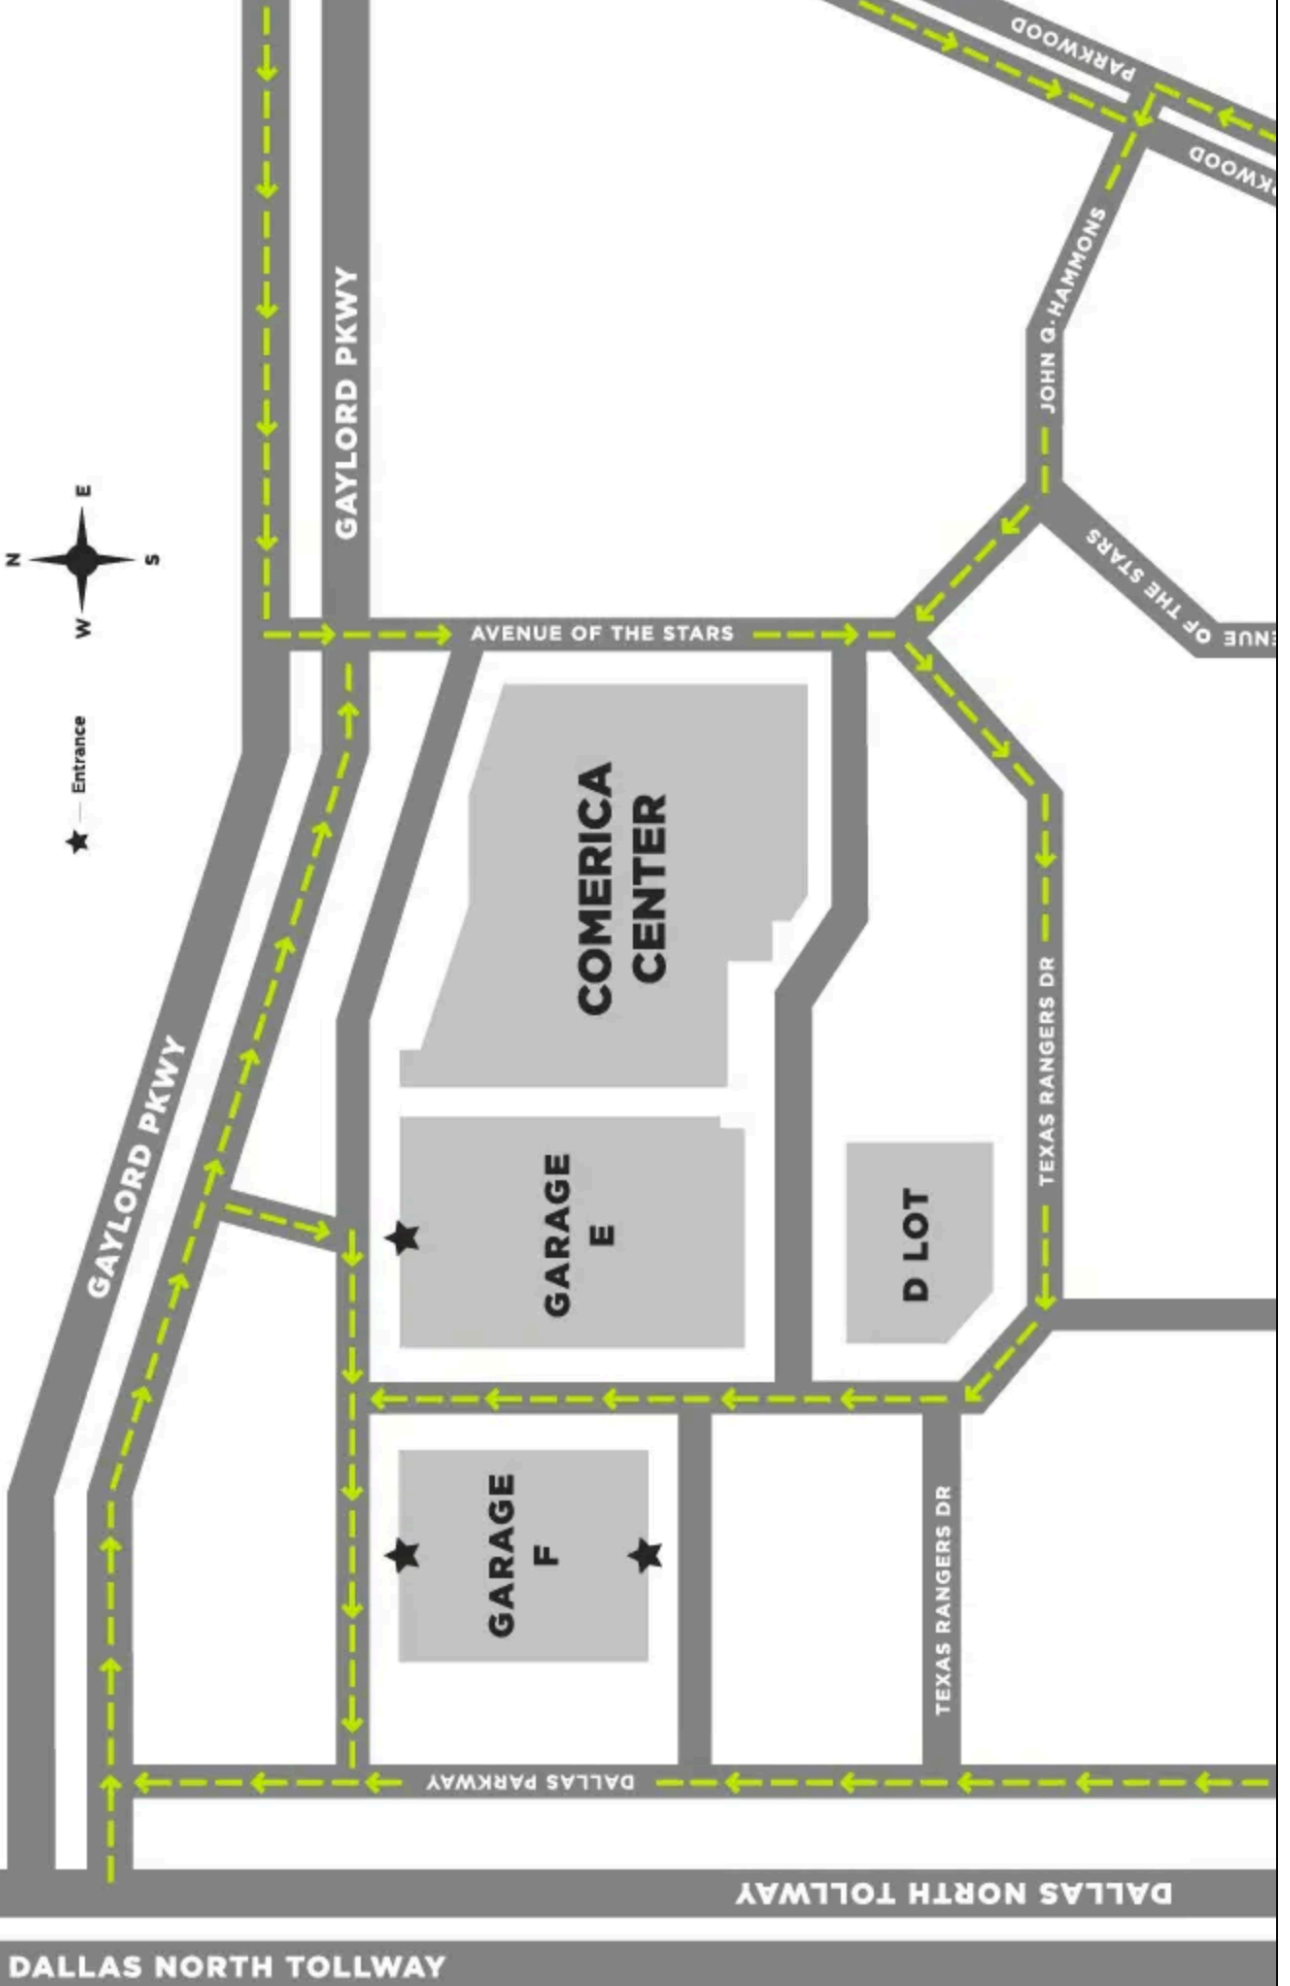 PARKWOOD
KWOOD
JOHN Q. HAMMONS
GAYLORD PKWY
N
E
S
W
Entrance
AVENUE OF THE STARS
ENUE OF THE STARS
COMERICA
CENTER
TEXAS RANGERS DR
GAYLORD PKWY
GARAGE
E
D LOT
GARAGE
F
TEXAS RANGERS DR
DALLAS PARKWAY
DALLAS NORTH TOLLWAY
DALLAS NORTH TOLLWAY